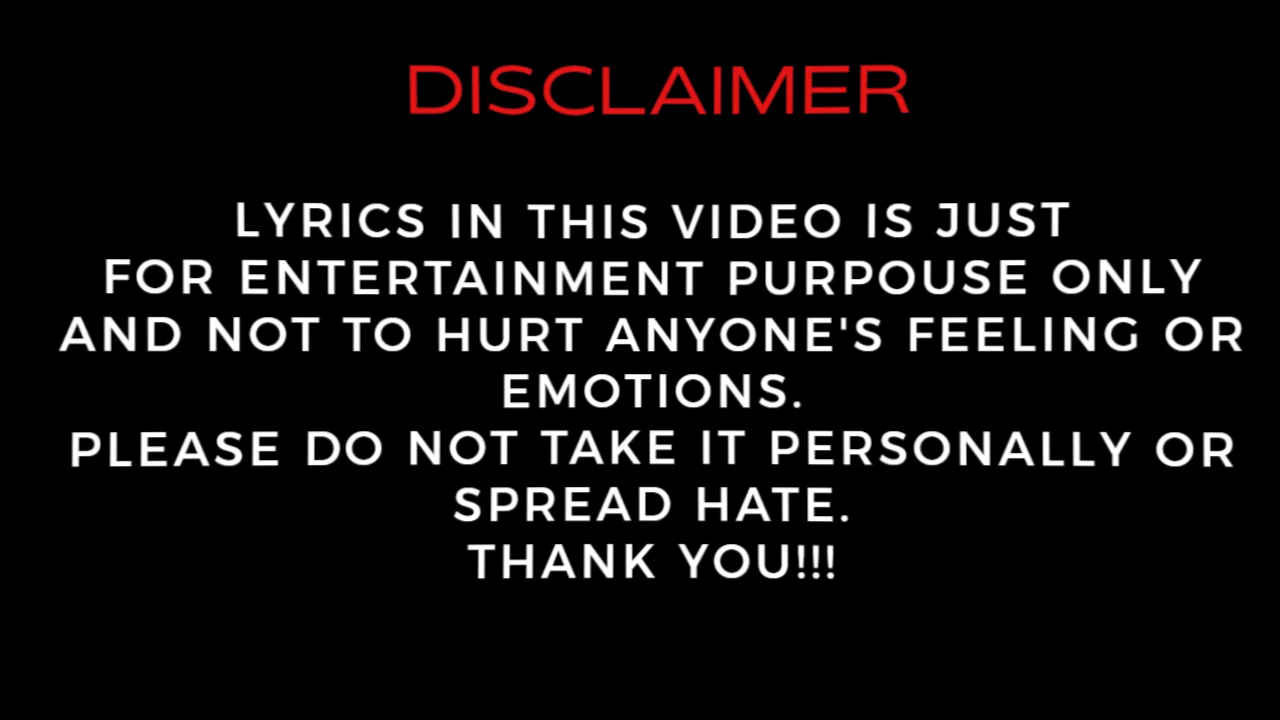 DISCLAIMER
LYRICS IN THIS VIDEO IS JUST
FOR ENTERTAINMENT PURPOUSE ONLY
AND NOT TO HURT ANYONE'S FEELING OR
EMOTIONS.
PLEASE DO NOT TAKE IT PERSONALLY OR
SPREAD HATE.
THANK YOU!!!